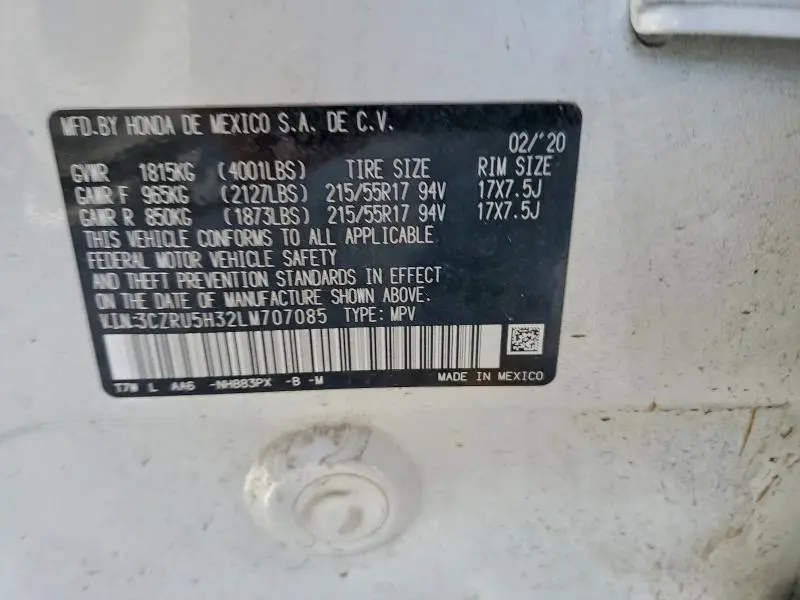 MFD.BY HONDA DE MEXICO S.A. DE C.V.
02/'20
GVWR 1815KG (4001LBS) TIRE SIZE RIM SIZE
GAWR F 965KG (2127LBS) 215/55R17 94V 17X7.5J
GAWR R 850KG (1873LBS) 215/55R17 94V 17X7.5J
THIS VEHICLE CONFORMS TO ALL APPLICABLE
FEDERAL MOTOR VEHICLE SAFETY
AND THEFT PREVENTION STANDARDS IN EFFECT
ON THE DATE OF MANUFACTURE SHOWN ABOVE.
V.I.N.:3CZRU5H32LM707085 TYPE: MPV
T7W L AA6 -NH883PX -B -M MADE IN MEXICO